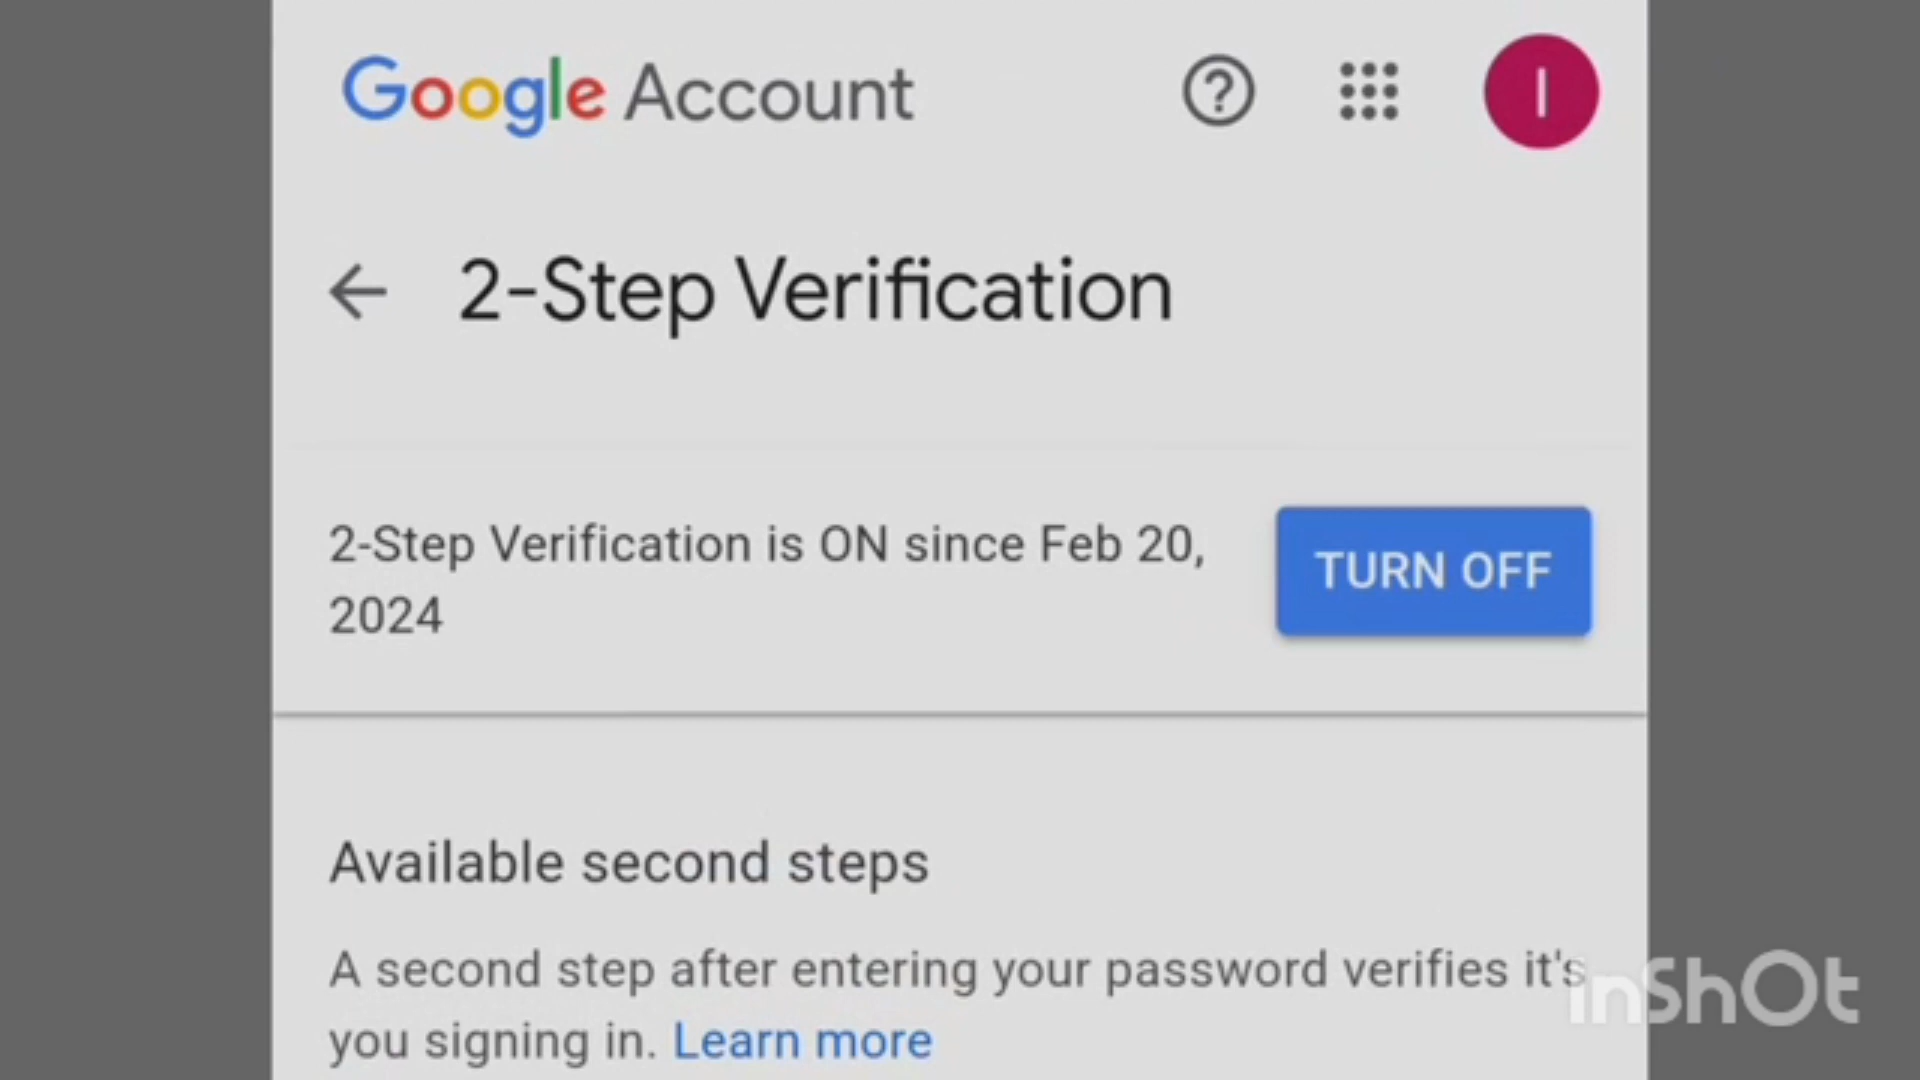 Google Account
I
2-Step Verification
2-Step Verification is ON since Feb 20,
2024
TURN OFF
Available second steps
A second step after entering your password verifies it's
you signing in. Learn more
InShOt